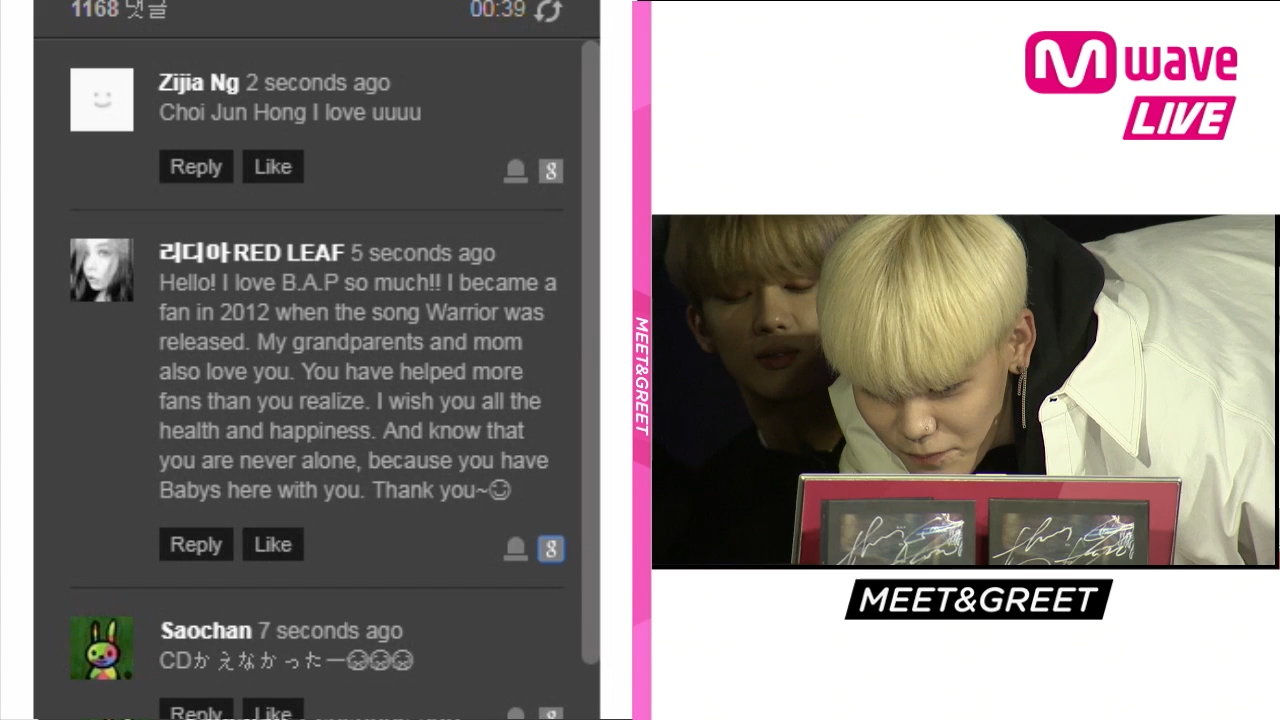 1168 댓글
00:39
Zijia Ng 2 seconds ago
Choi Jun Hong I love uuuu
Reply Like
리디아 RED LEAF 5 seconds ago
Hello! I love B.A.P so much!! I became a
fan in 2012 when the song Warrior was
released. My grandparents and mom
also love you. You have helped more
fans than you realize. I wish you all the
health and happiness. And know that
you are never alone, because you have
Babys here with you. Thank you~☺
Reply Like
Saochan 7 seconds ago
CDかえなかったー
Reply Like
MEET&GREET
M wave
LIVE
MEET&GREET